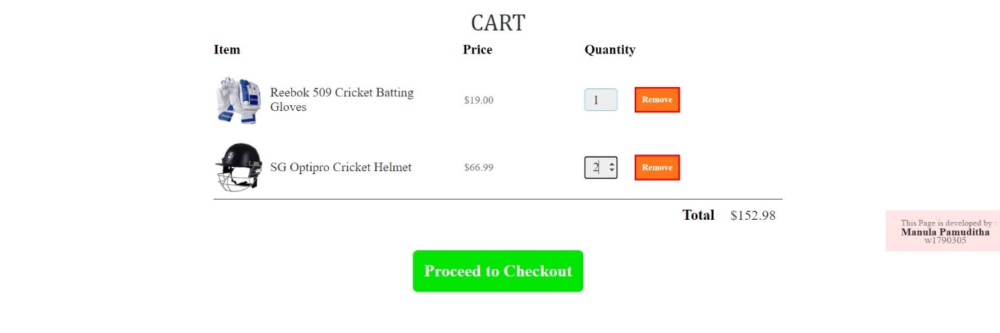 CART
Item Price Quantity
Reebok 509 Cricket Batting
Gloves
$19.00 1 Remove
SG Optipro Cricket Helmet $66.99 2 Remove
Total $152.98
This Page is developed by :
Manula Pamuditha
w1790305
Proceed to Checkout